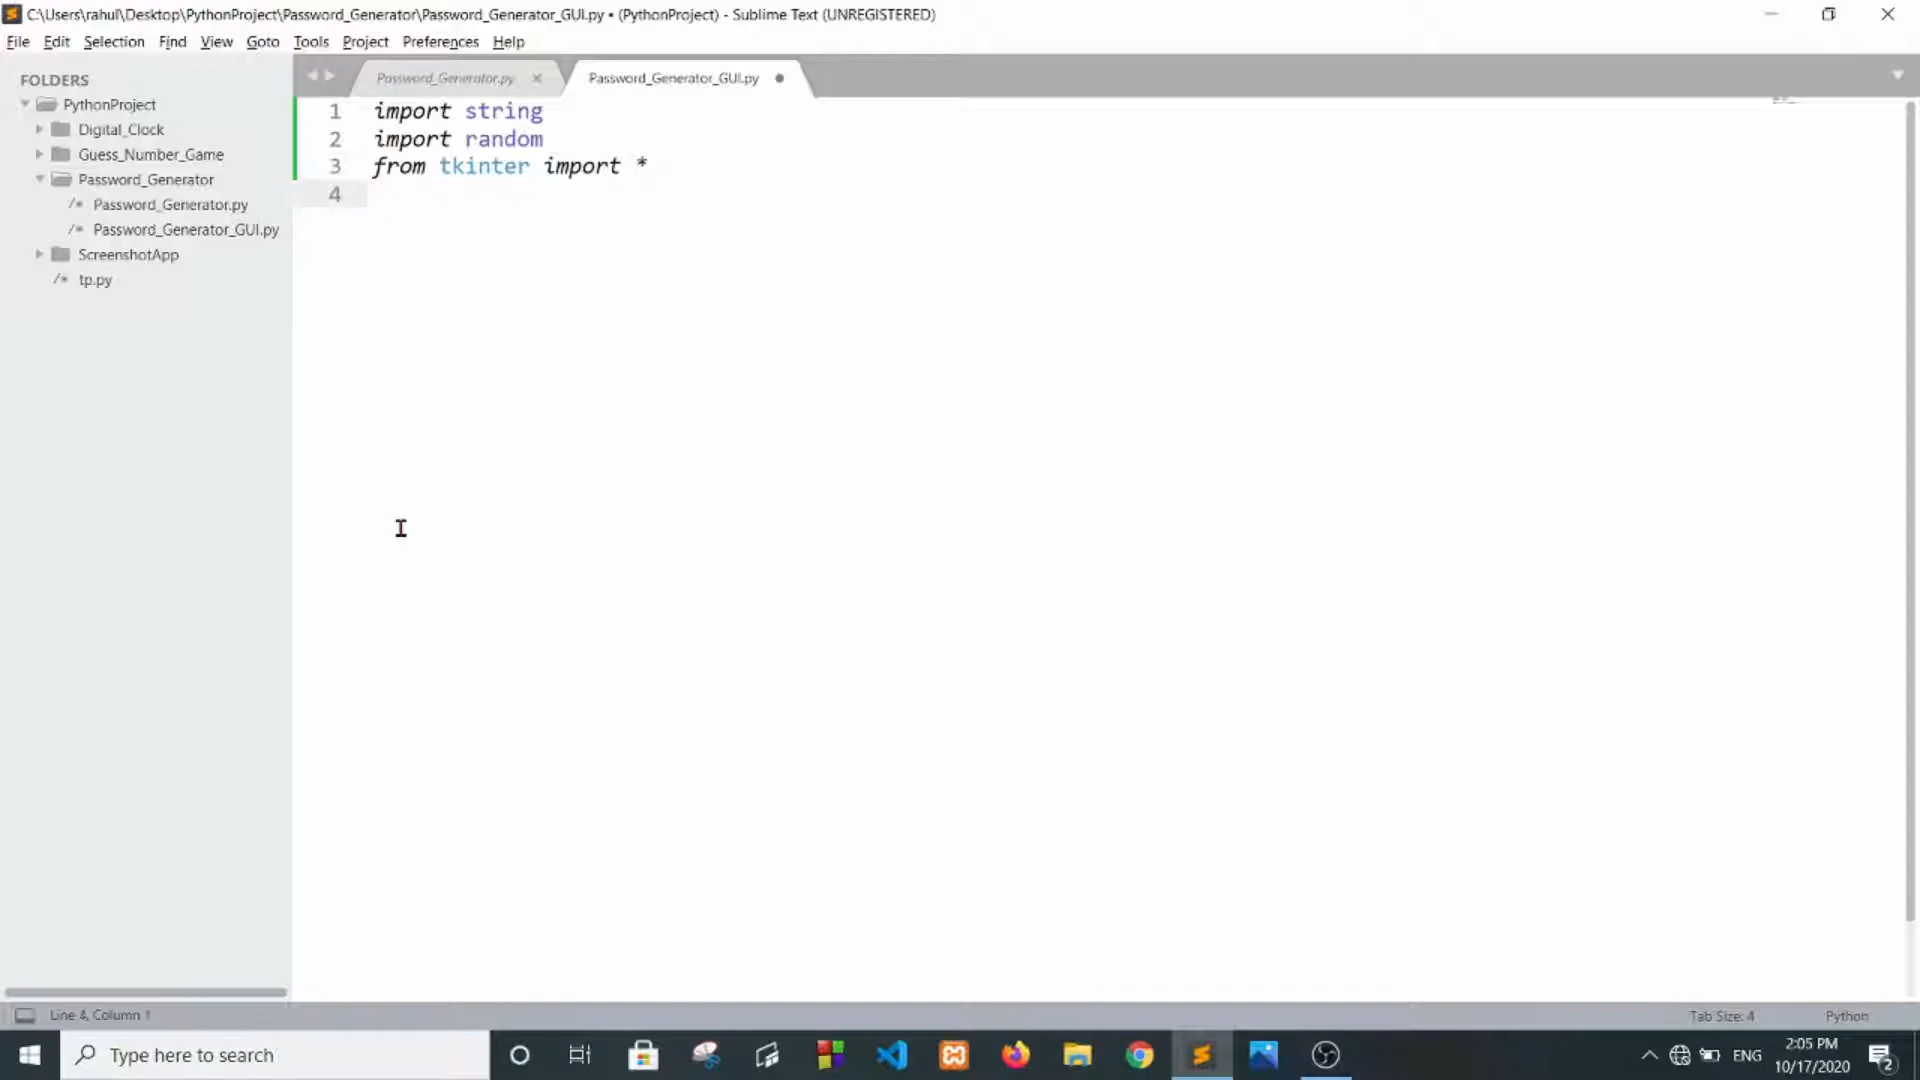 C:\Users\rahul\Desktop\PythonProject\Password_Generator\Password_Generator_GUI.py • (PythonProject) - Sublime Text (UNREGISTERED)
File Edit Selection Find View Goto Tools Project Preferences Help
FOLDERS
PythonProject
Digital_Clock
Guess_Number_Game
Password_Generator
/* Password_Generator.py
/* Password_Generator_GUI.py
ScreenshotApp
/* tp.py
Password_Generator.py
Password_Generator_GUI.py
1 import string
2 import random
3 from tkinter import *
4
Line 4, Column 1
Tab Size: 4
Python
Type here to search
ENG
2:05 PM
10/17/2020
2